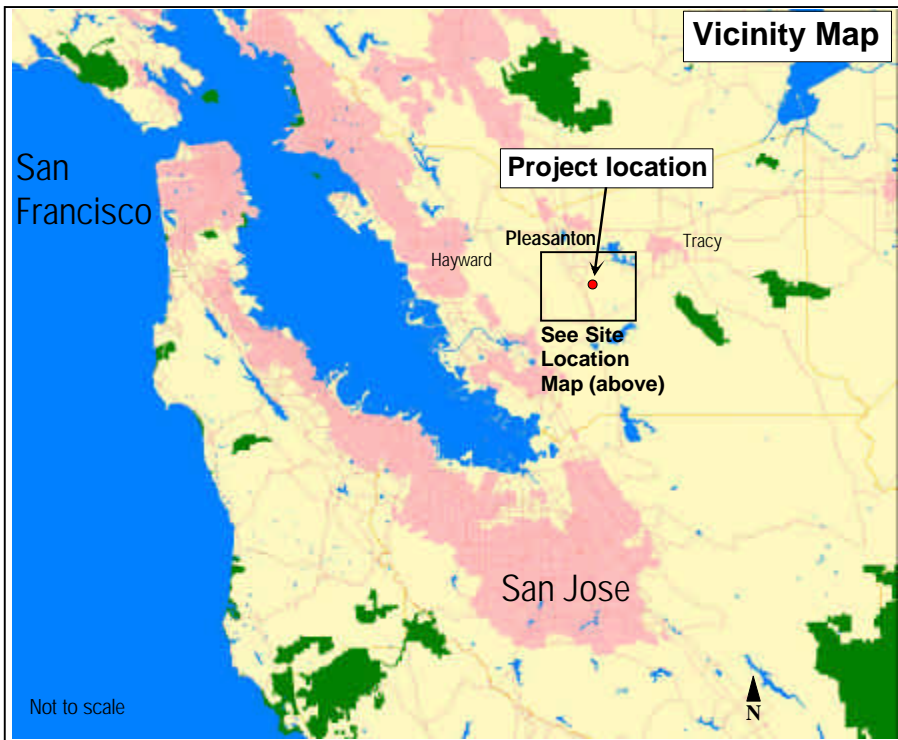 Vicinity Map
San
Francisco
Project location
Pleasanton
Tracy
Hayward
See Site
Location
Map (above)
San Jose
Not to scale
N